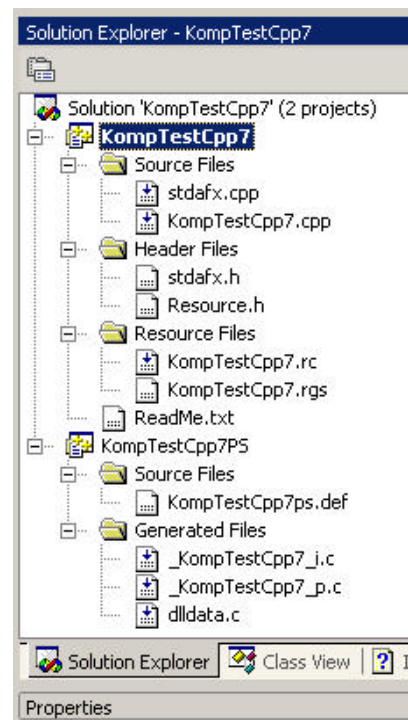 Solution Explorer - KompTestCpp7
Solution 'KompTestCpp7' (2 projects)
KompTestCpp7
Source Files
stdafx.cpp
KompTestCpp7.cpp
Header Files
stdafx.h
Resource.h
Resource Files
KompTestCpp7.rc
KompTestCpp7.rgs
ReadMe.txt
KompTestCpp7PS
Source Files
KompTestCpp7ps.def
Generated Files
_KompTestCpp7_i.c
_KompTestCpp7_p.c
dlldata.c
Solution Explorer Class View
Properties